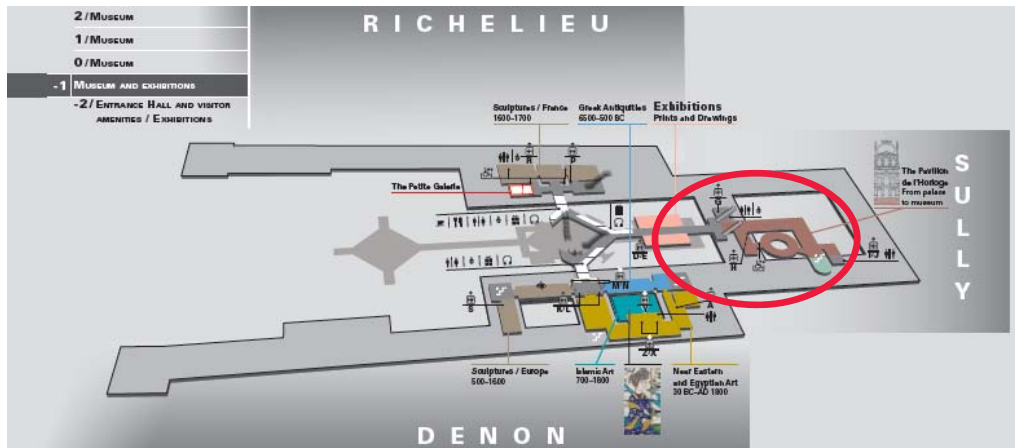 2/MUSEUM
RICHELIEU
1/MUSEUM
0/MUSEUM
-1 MUSEUM AND EXHIBITIONS
-2/ENTRANCE HALL AND VISITOR
AMENITIES / EXHIBITIONS
Sculptures / France
1600–1700
Greek Antiquities
6500–500 BC
Exhibitions
Prints and Drawings
The Petite Galerie
The Pavillon
de l'Horloge
From palace
to museum
SULLY
R
P
G
D/E
H
I-J
M/N
S
K/L
A
Y
Z/X
Sculptures / Europe
500–1600
Islamic Art
700–1800
Near Eastern
and Egyptian Art
30 BC–AD 1800
DENON